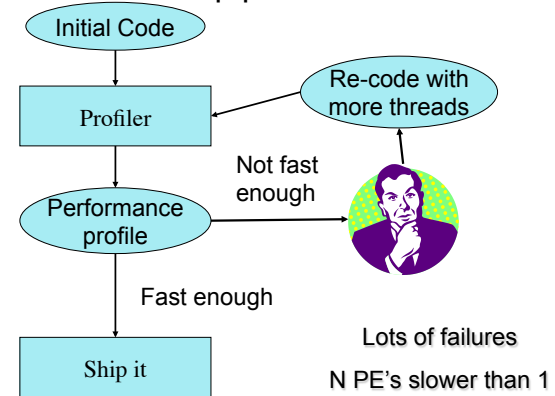 Initial Code
Profiler
Re-code with
more threads
Not fast
enough
Performance
profile
Fast enough
Ship it
Lots of failures
N PE's slower than 1